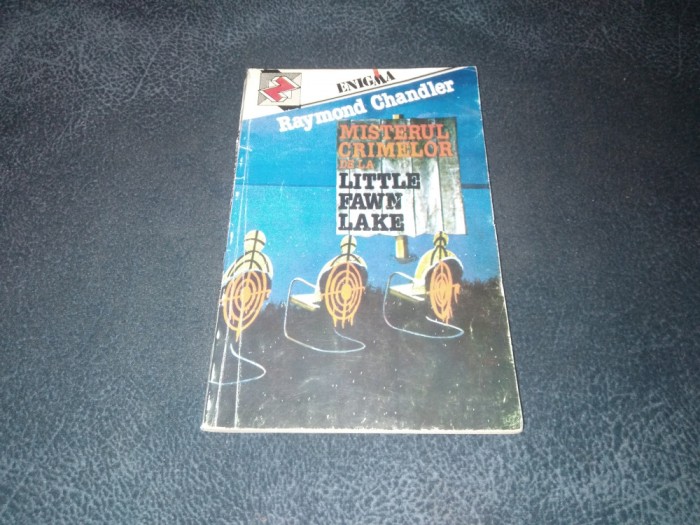 ENIGMA
Raymond Chandler
MISTERUL
CRIMELOR
DE LA
LITTLE
FAWN
LAKE